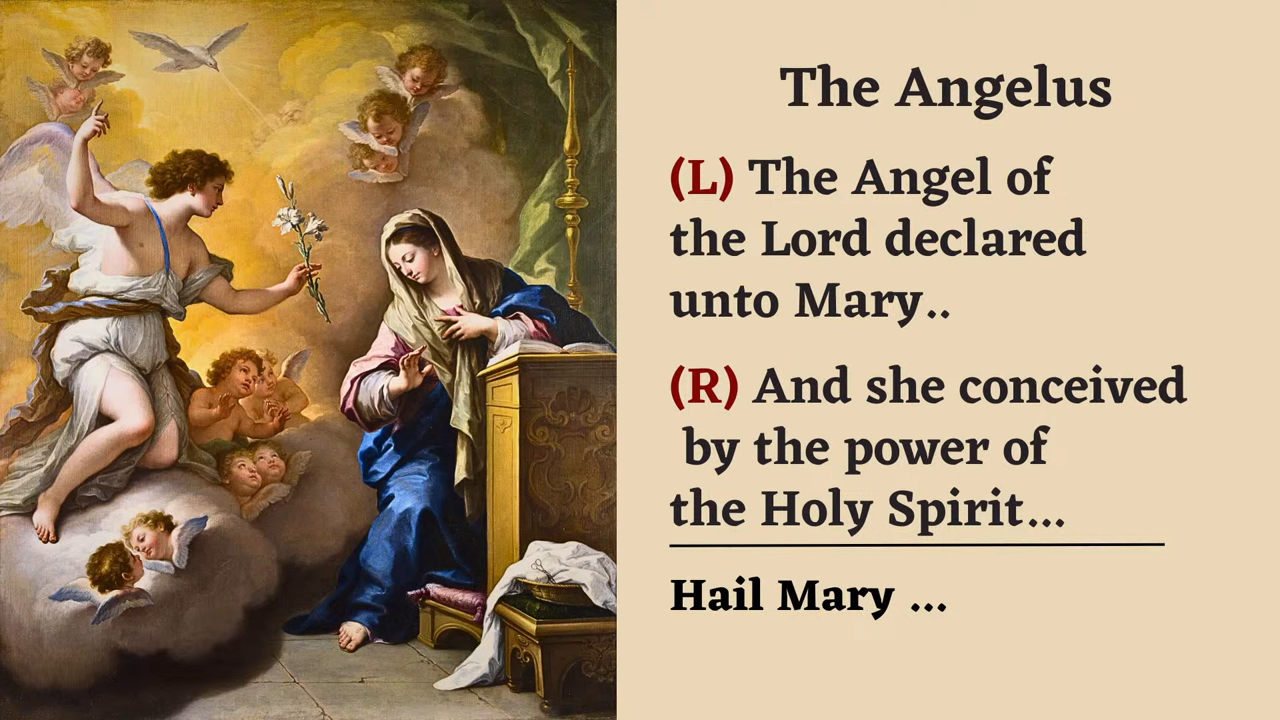 The Angelus
(L) The Angel of
the Lord declared
unto Mary..
(R) And she conceived
by the power of
the Holy Spirit...
Hail Mary ...